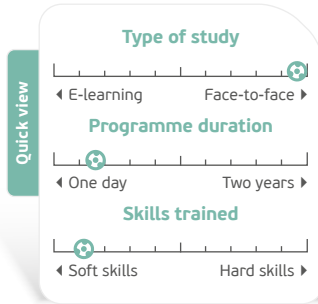 Quick view
Type of study
E-learning Face-to-face
Programme duration
One day Two years
Skills trained
Soft skills Hard skills